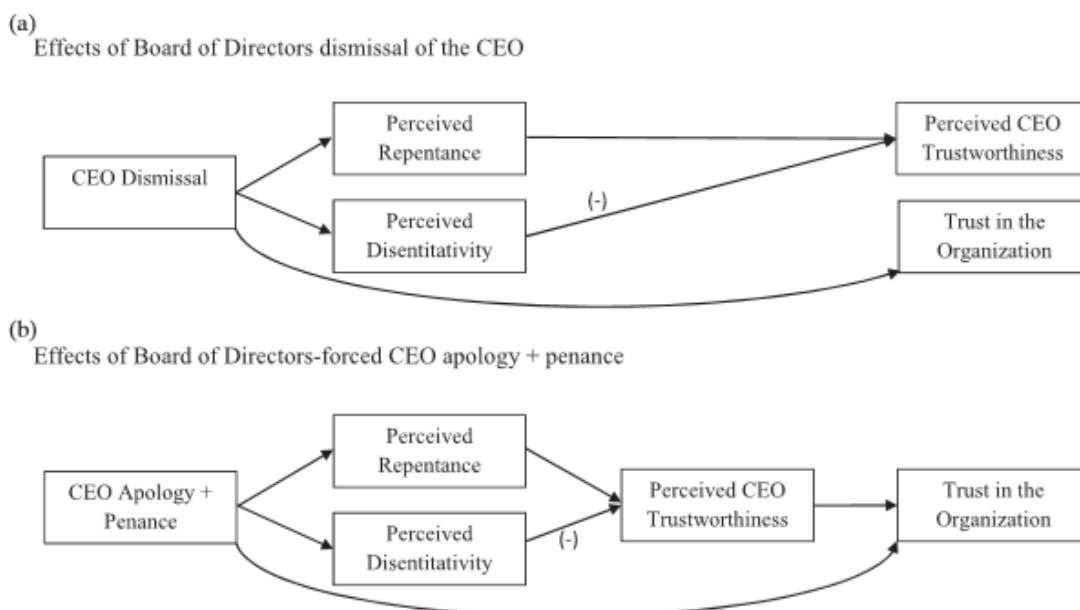 (a)
Effects of Board of Directors dismissal of the CEO
Perceived
Repentance
Perceived CEO
Trustworthiness
CEO Dismissal
(-)
Perceived
Disentitativity
Trust in the
Organization
(b)
Effects of Board of Directors-forced CEO apology + penance
Perceived
Repentance
CEO Apology +
Penance
Perceived CEO
Trustworthiness
Trust in the
Organization
Perceived
Disentitativity
(-)